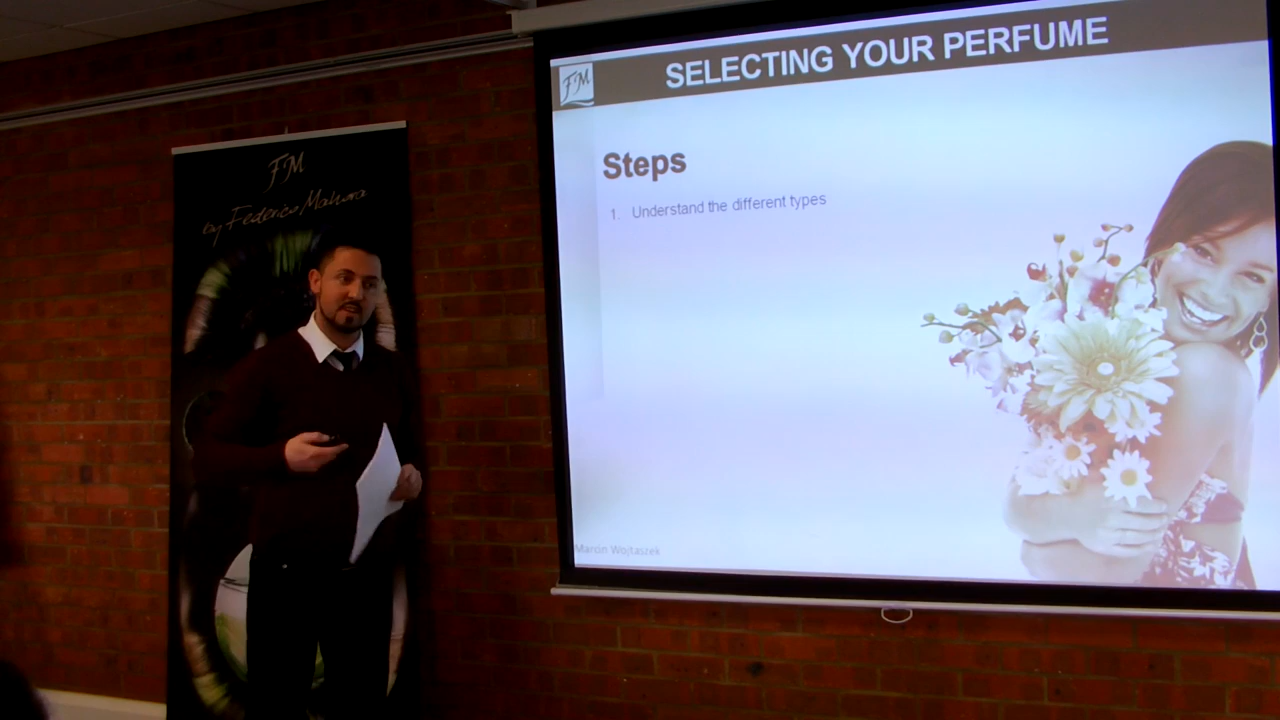 FM
by Federico Mahora
FM
SELECTING YOUR PERFUME
Steps
1. Understand the different types
Marcin Wojtaszek